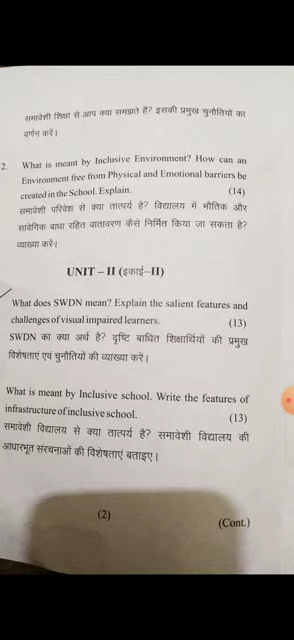 समावेशी शिक्षा से आप क्या समझते हैं? इसकी प्रमुख चुनौतियों का
वर्णन करें।
2. What is meant by Inclusive Environment? How can an
Environment free from Physical and Emotional barriers be
created in the School. Explain. (14)
समावेशी परिवेश से क्या तात्पर्य है? विद्यालय में भौतिक और
सांवेगिक बाधा रहित वातावरण कैसे निर्मित किया जा सकता है?
व्याख्या करें।
UNIT – II (इकाई–II)
What does SWDN mean? Explain the salient features and
challenges of visual impaired learners. (13)
SWDN का क्या अर्थ है? दृष्टि बाधित शिक्षार्थियों की प्रमुख
विशेषताएं एवं चुनौतियों की व्याख्या करें।
What is meant by Inclusive school. Write the features of
infrastructure of inclusive school. (13)
समावेशी विद्यालय से क्या तात्पर्य है? समावेशी विद्यालय की
आधारभूत संरचनाओं की विशेषताएं बताइए।
(2) (Cont.)